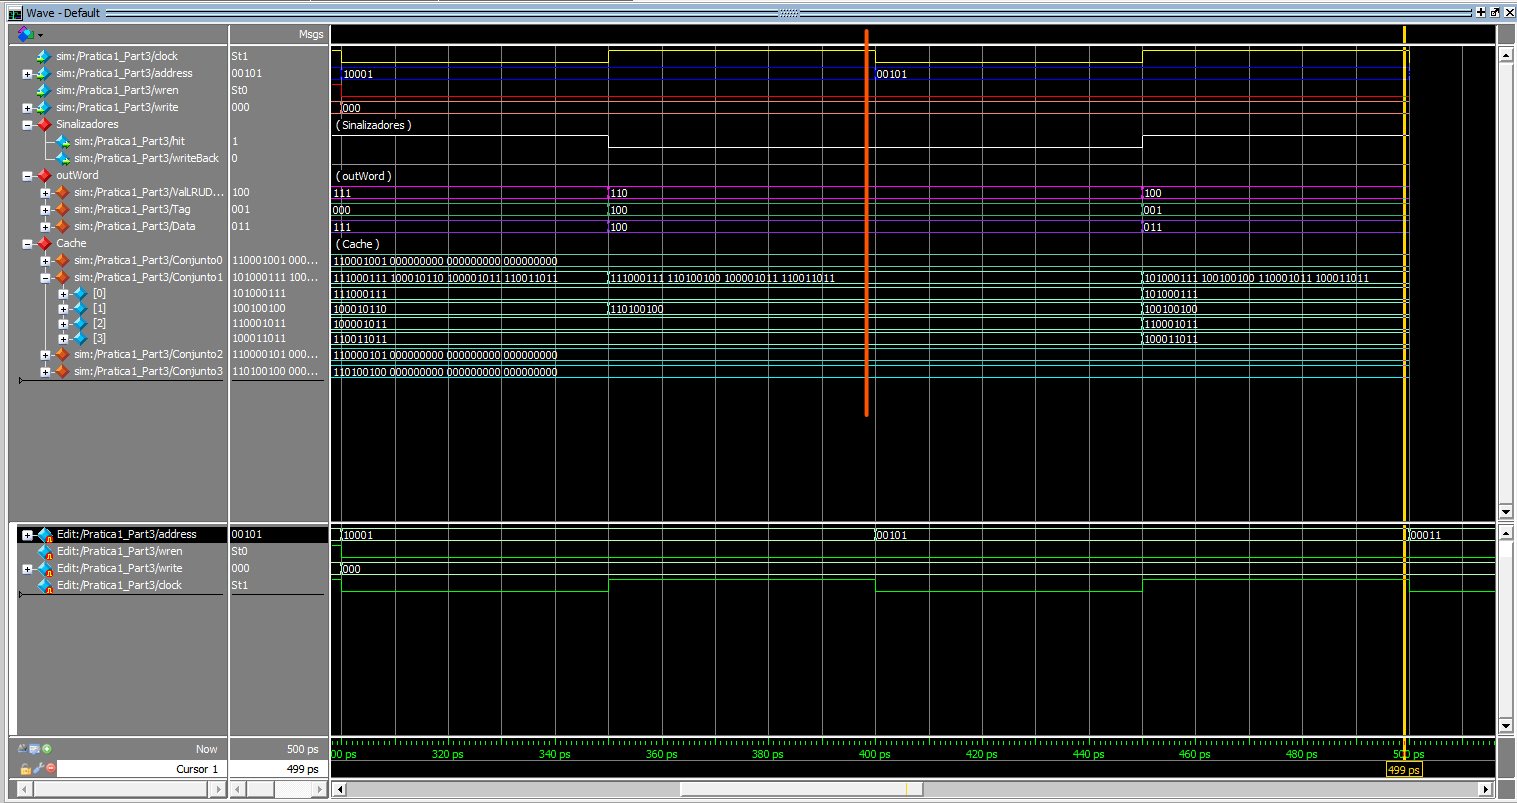 Wave - Default
Msgs
sim:/Pratica1_Part3/clock St1
sim:/Pratica1_Part3/address 00101 10001 00101
sim:/Pratica1_Part3/wren St0
sim:/Pratica1_Part3/write 000 000
Sinalizadores ( Sinalizadores )
sim:/Pratica1_Part3/hit 1
sim:/Pratica1_Part3/writeBack 0
outWord ( outWord )
sim:/Pratica1_Part3/ValLRUD... 100 111 110 100
sim:/Pratica1_Part3/Tag 001 000 100 001
sim:/Pratica1_Part3/Data 011 111 100 011
Cache ( Cache )
sim:/Pratica1_Part3/Conjunto0 110001001 000... 110001001 000000000 000000000 000000000
sim:/Pratica1_Part3/Conjunto1 101000111 100... 111000111 100010110 100001011 110011011 111000111 110100100 100001011 110011011 101000111 100100100 110001011 100011011
[0] 101000111 111000111 101000111
[1] 100100100 100010110 110100100 100100100
[2] 110001011 100001011 110001011
[3] 100011011 110011011 100011011
sim:/Pratica1_Part3/Conjunto2 110000101 000... 110000101 000000000 000000000 000000000
sim:/Pratica1_Part3/Conjunto3 110100100 000... 110100100 000000000 000000000 000000000
Edit:/Pratica1_Part3/address 00101 10001 00101 00011
Edit:/Pratica1_Part3/wren St0
Edit:/Pratica1_Part3/write 000 000
Edit:/Pratica1_Part3/clock St1
Now 500 ps 00 ps 320 ps 340 ps 360 ps 380 ps 400 ps 420 ps 440 ps 460 ps 480 ps 500 ps
Cursor 1 499 ps 499 ps